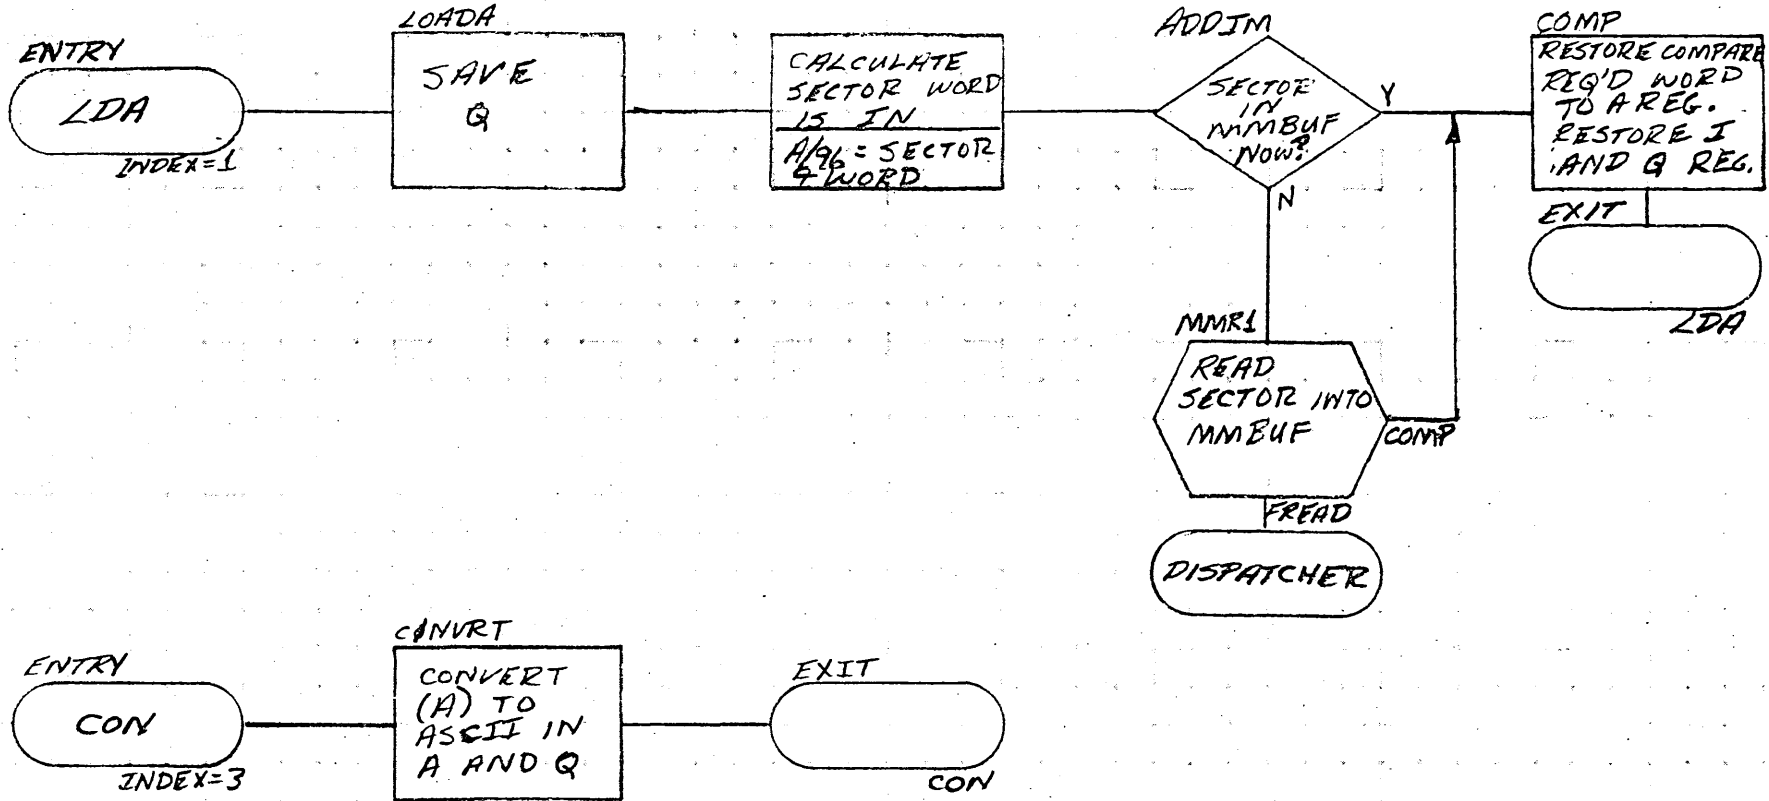 ENTRY
LDA
INDEX=1
LOADA
SAVE
Q
CALCULATE
SECTOR WORD
IS IN
A/96 = SECTOR
& WORD
ADDIM
SECTOR
IN
MMBUF
NOW?
Y
N
COMP
RESTORE COMPARE
REQ'D WORD
TO A REG.
RESTORE I
AND Q REG.
EXIT
LDA
MMR1
READ
SECTOR INTO
MMBUF
COMP
FREAD
DISPATCHER
ENTRY
CON
INDEX=3
CONVRT
CONVERT
(A) TO
ASCII IN
A AND Q
EXIT
CON